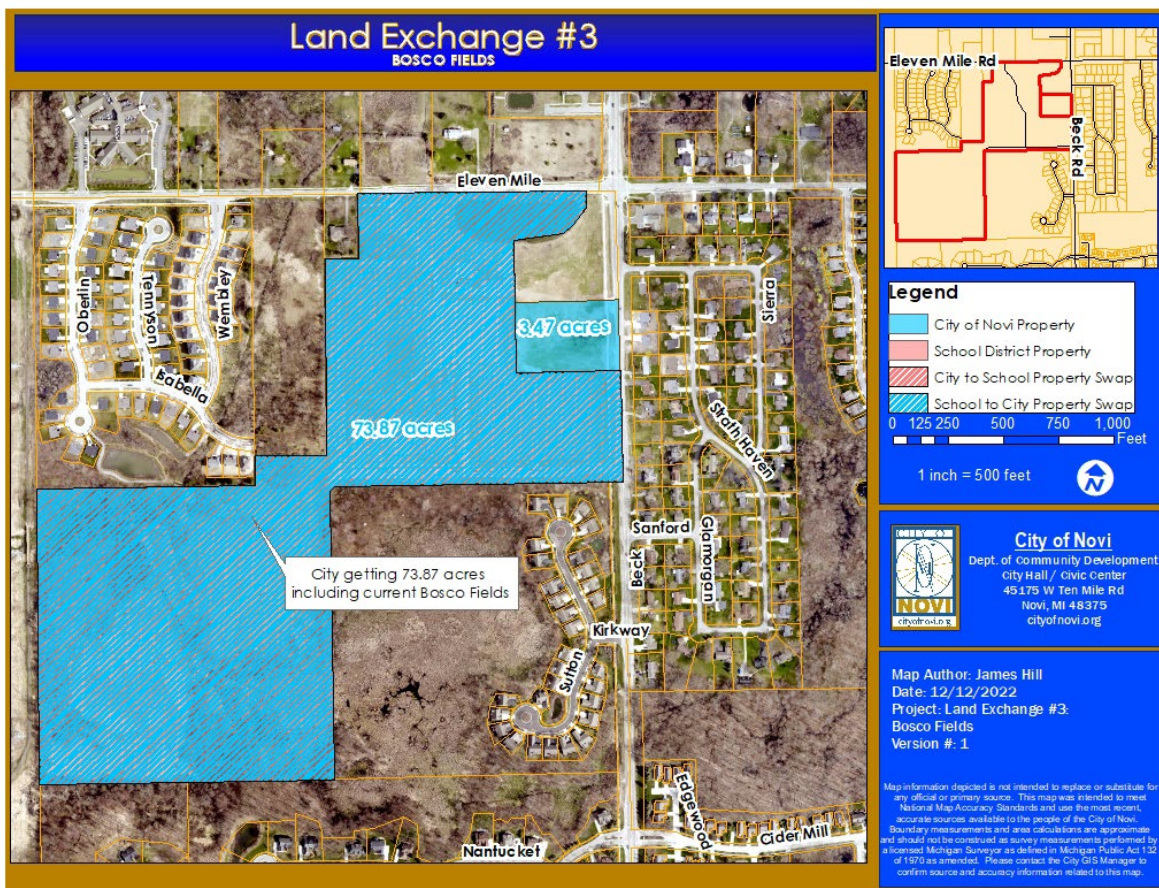 Land Exchange #3
BOSCO FIELDS
Eleven Mile
Oberlin
Tennyson
Wembley
Isabella
3.47 acres
73.87 acres
Sierra
Strath Haven
Sanford
Glamorgan
Beck
City getting 73.87 acres
including current Bosco Fields
Kirkway
Sutton
Edgewood
Cider Mill
Nantucket
Eleven Mile Rd
Beck Rd
Legend
City of Novi Property
School District Property
City to School Property Swap
School to City Property Swap
0 125 250 500 750 1,000
Feet
1 inch = 500 feet
N
CITY OF
NOVI
cityofnovi.org
City of Novi
Dept. of Community Development
City Hall / Civic Center
45175 W Ten Mile Rd
Novi, MI 48375
cityofnovi.org
Map Author: James Hill
Date: 12/12/2022
Project: Land Exchange #3:
Bosco Fields
Version #: 1
Map information depicted is not intended to replace or substitute for
any official or primary source. This map was intended to meet
National Map Accuracy Standards and use the most recent,
accurate sources available to the people of the City of Novi.
Boundary measurements and area calculations are approximate
and should not be construed as survey measurements performed by
a licensed Michigan Surveyor as defined in Michigan Public Act 132
of 1970 as amended. Please contact the City GIS Manager to
confirm source and accuracy information related to this map.